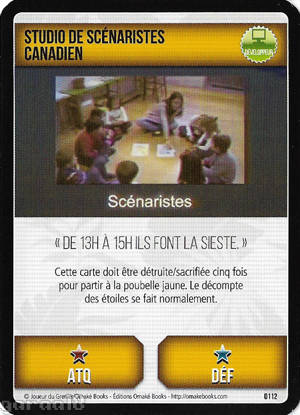 STUDIO DE SCÉNARISTES
CANADIEN
DÉVELOPPEUR
Scénaristes
« DE 13H À 15H ILS FONT LA SIESTE. »
Cette carte doit être détruite/sacrifiée cinq fois
pour partir à la poubelle jaune. Le décompte
des étoiles se fait normalement.
ATQ
DÉF
© Joueur du Grenier/Omaké Books - Éditions Omaké Books - http://omakebooks.com/
0112